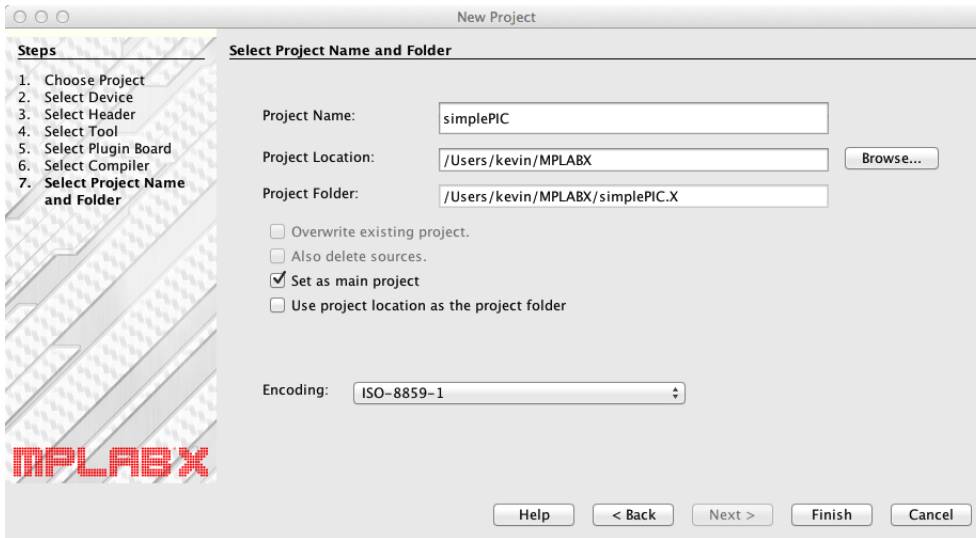 New Project
Steps
1. Choose Project
2. Select Device
3. Select Header
4. Select Tool
5. Select Plugin Board
6. Select Compiler
7. Select Project Name
and Folder
MPLABX
Select Project Name and Folder
Project Name: simplePIC
Project Location: /Users/kevin/MPLABX Browse...
Project Folder: /Users/kevin/MPLABX/simplePIC.X
Overwrite existing project.
Also delete sources.
Set as main project
Use project location as the project folder
Encoding: ISO-8859-1
Help < Back Next > Finish Cancel